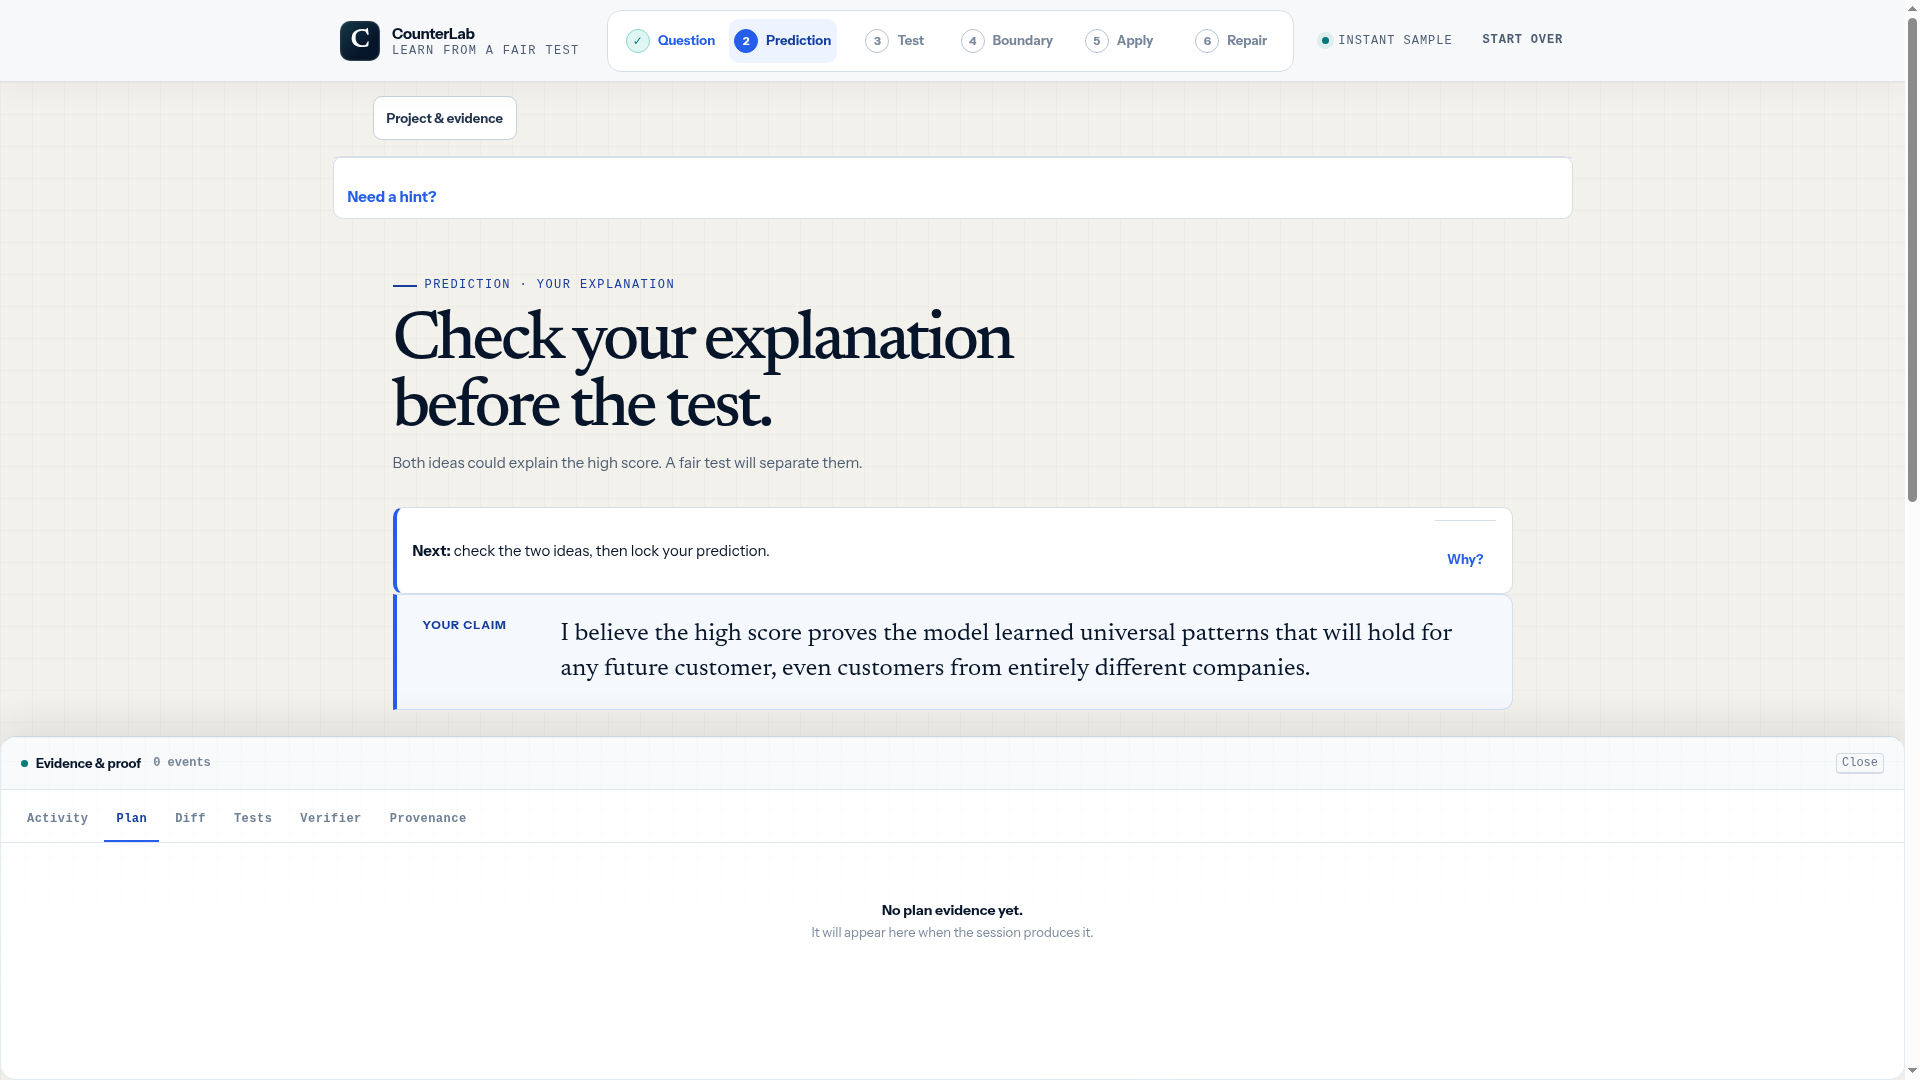 C
CounterLab
LEARN FROM A FAIR TEST
✓ Question
2 Prediction
3 Test
4 Boundary
5 Apply
6 Repair
INSTANT SAMPLE
START OVER
Project & evidence
Need a hint?
PREDICTION · YOUR EXPLANATION
Check your explanation
before the test.
Both ideas could explain the high score. A fair test will separate them.
Next: check the two ideas, then lock your prediction.
Why?
YOUR CLAIM
I believe the high score proves the model learned universal patterns that will hold for
any future customer, even customers from entirely different companies.
Evidence & proof 0 events
Close
Activity Plan Diff Tests Verifier Provenance
No plan evidence yet.
It will appear here when the session produces it.